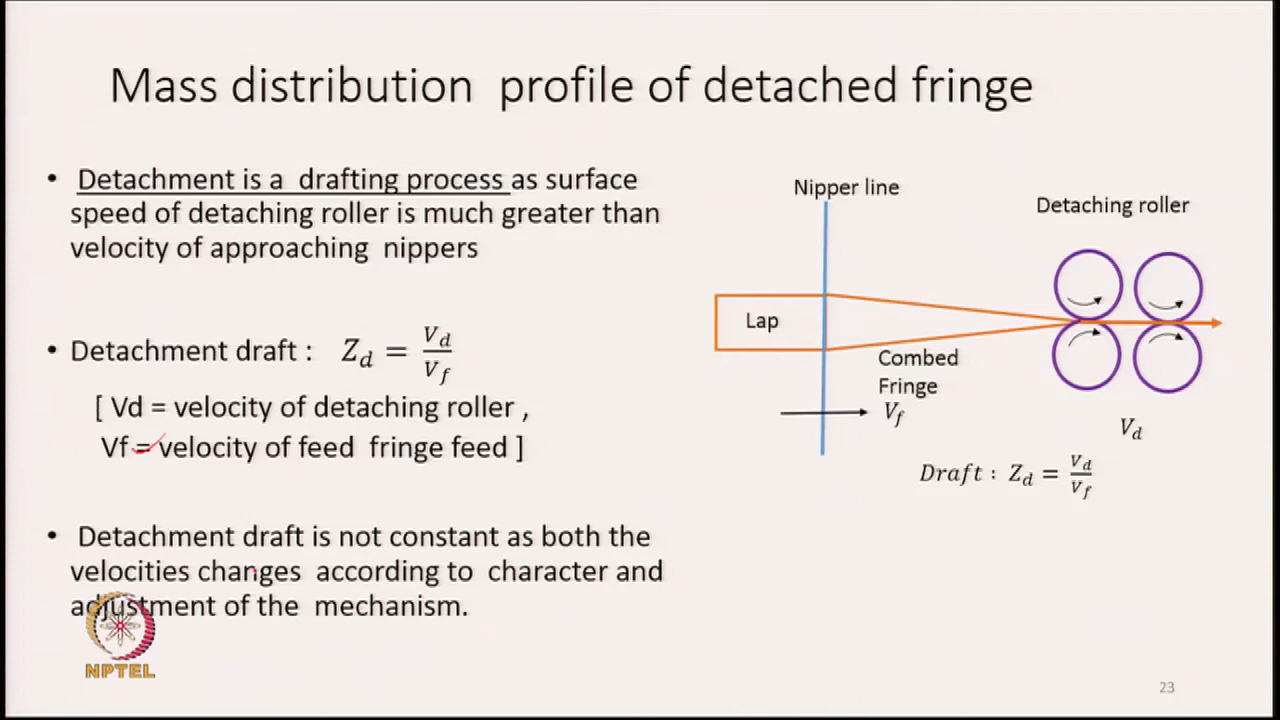 Mass distribution profile of detached fringe
• Detachment is a drafting process as surface
speed of detaching roller is much greater than
velocity of approaching nippers
• Detachment draft : Z_d = V_d/V_f
[ Vd = velocity of detaching roller ,
Vf = velocity of feed fringe feed ]
• Detachment draft is not constant as both the
velocities changes according to character and
adjustment of the mechanism.
Nipper line
Detaching roller
Lap
Combed
Fringe
V_f
V_d
Draft : Z_d = V_d/V_f
NPTEL
23